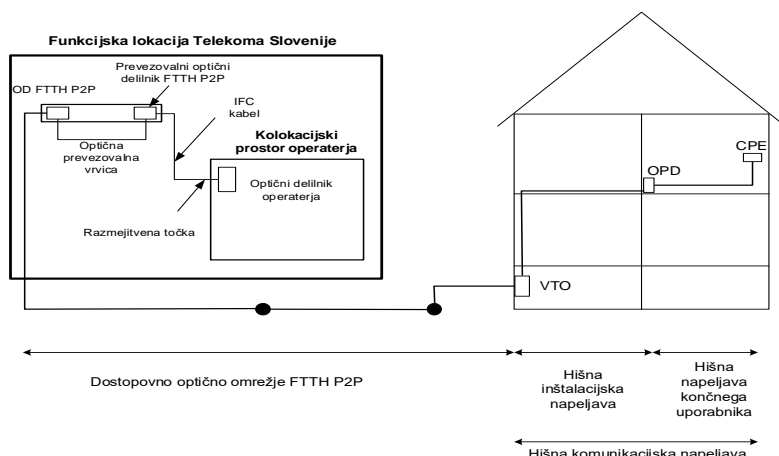 Funkcijska lokacija Telekoma Slovenije
Prevezovalni optični
delilnik FTTH P2P
OD FTTH P2P
IFC
kabel
Optična
prevezovalna
vrvica
Kolokacijski
prostor operaterja
Optični delilnik
operaterja
Razmejitvena točka
CPE
OPD
VTO
Dostopovno optično omrežje FTTH P2P
Hišna
inštalacijska
napeljava
Hišna
napeljava
končnega
uporabnika
Hišna komunikacijska napeljava